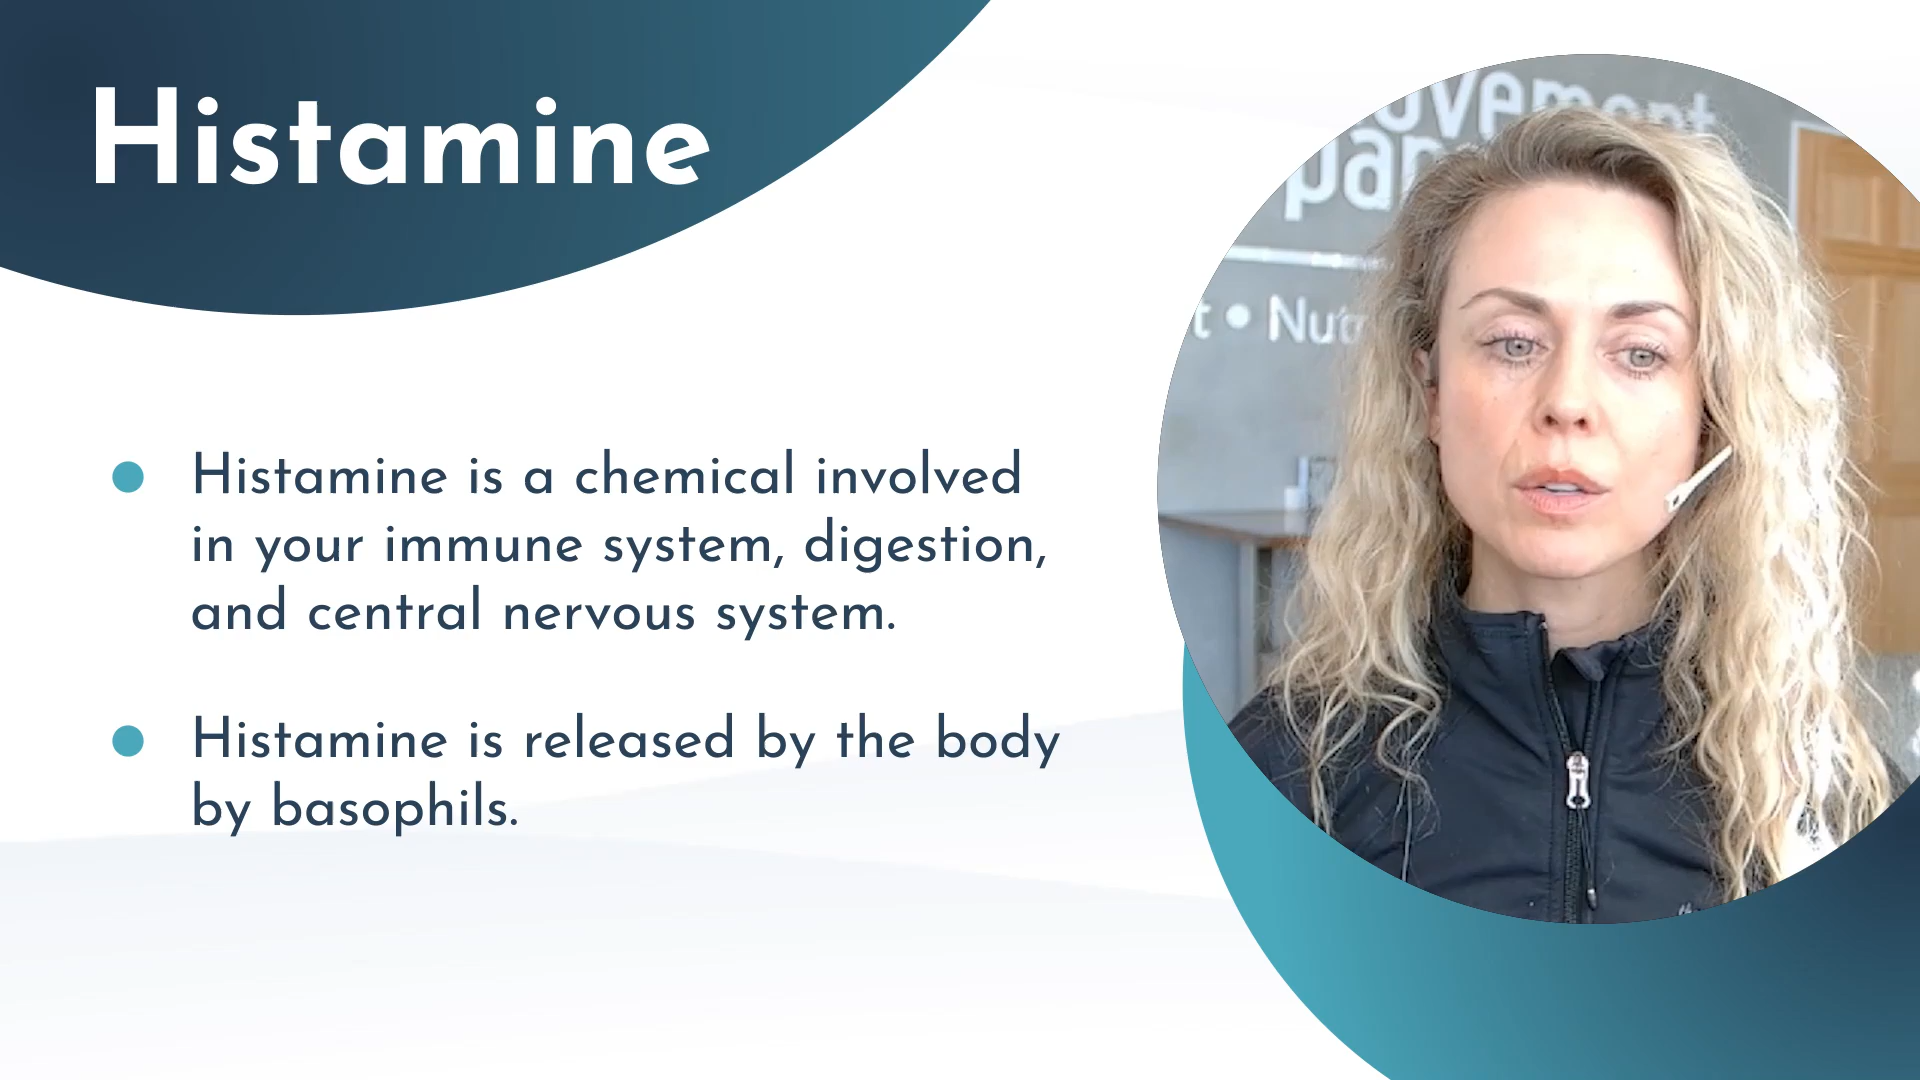 Histamine
Histamine is a chemical involved
in your immune system, digestion,
and central nervous system.
Histamine is released by the body
by basophils.